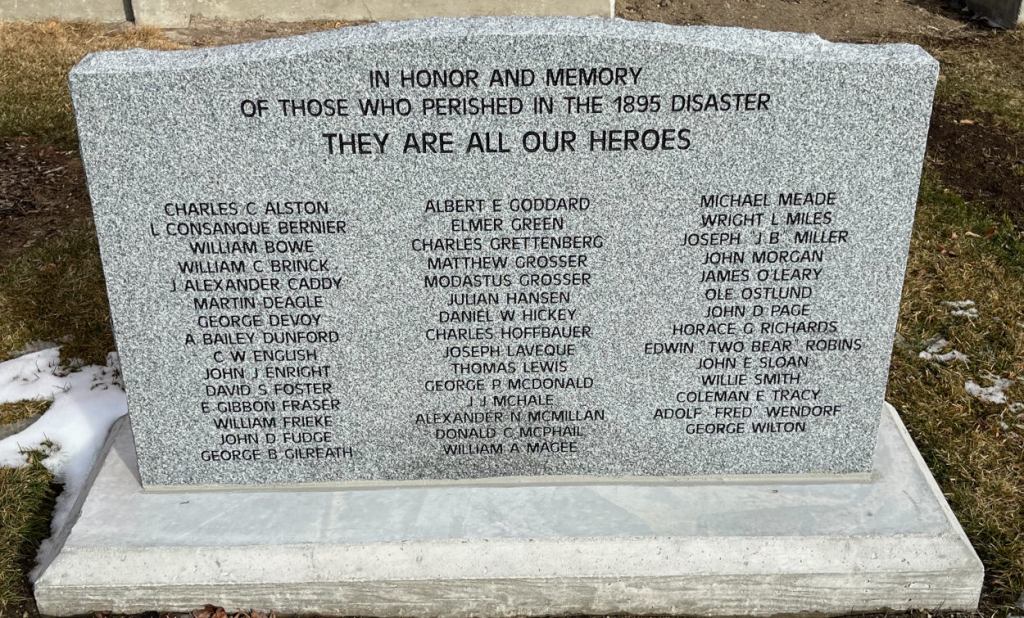 IN HONOR AND MEMORY
OF THOSE WHO PERISHED IN THE 1895 DISASTER
THEY ARE ALL OUR HEROES
CHARLES C ALSTON
L CONSANQUE BERNIER
WILLIAM BOWE
WILLIAM C BRINCK
J ALEXANDER CADDY
MARTIN DEAGLE
GEORGE DEVOY
A BAILEY DUNFORD
C W ENGLISH
JOHN J ENRIGHT
DAVID S FOSTER
E GIBBON FRASER
WILLIAM FRIEKE
JOHN D FUDGE
GEORGE B GILREATH
ALBERT E GODDARD
ELMER GREEN
CHARLES GRETTENBERG
MATTHEW GROSSER
MODASTUS GROSSER
JULIAN HANSEN
DANIEL W HICKEY
CHARLES HOFFBAUER
JOSEPH LAVEQUE
THOMAS LEWIS
GEORGE P MCDONALD
J J MCHALE
ALEXANDER N MCMILLAN
DONALD C MCPHAIL
WILLIAM A MAGEE
MICHAEL MEADE
WRIGHT L MILES
JOSEPH "J B" MILLER
JOHN MORGAN
JAMES O'LEARY
OLE OSTLUND
JOHN D PAGE
HORACE G RICHARDS
EDWIN "TWO BEAR" ROBINS
JOHN E SLOAN
WILLIE SMITH
COLEMAN E TRACY
ADOLF "FRED" WENDORF
GEORGE WILTON